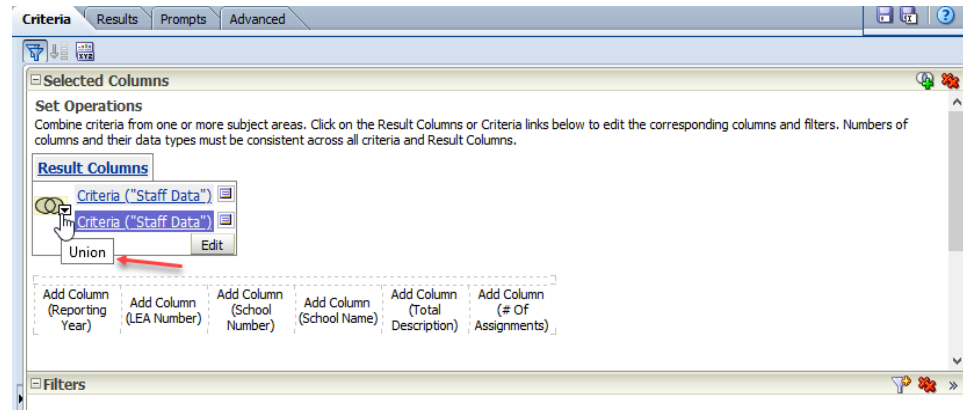 Criteria Results Prompts Advanced
XYZ
Selected Columns
Set Operations
Combine criteria from one or more subject areas. Click on the Result Columns or Criteria links below to edit the corresponding columns and filters. Numbers of
columns and their data types must be consistent across all criteria and Result Columns.
Result Columns
Criteria ("Staff Data")
Criteria ("Staff Data")
Edit
Union
Add Column (Reporting Year)
Add Column (LEA Number)
Add Column (School Number)
Add Column (School Name)
Add Column (Total Description)
Add Column (# Of Assignments)
Filters